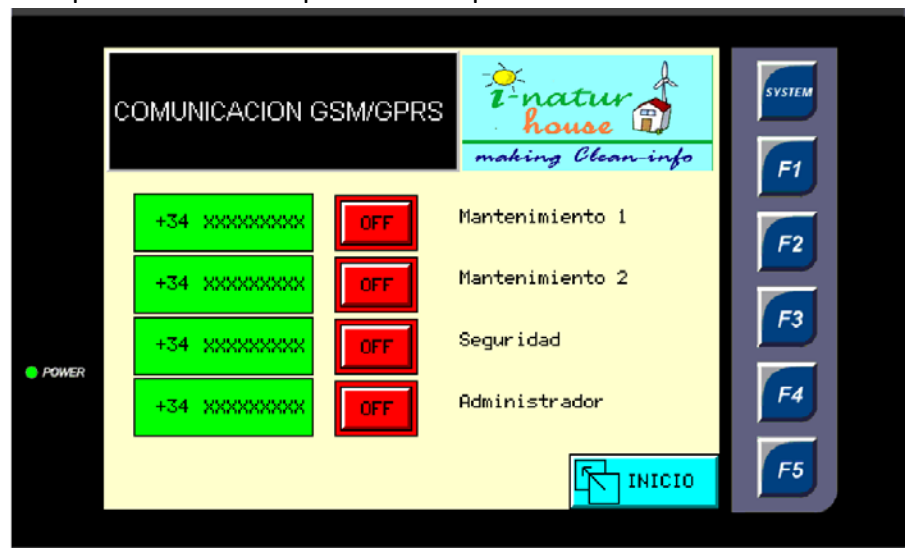 COMUNICACION GSM/GPRS
i-natur
house
making Clean-info
SYSTEM
F1
+34 XXXXXXXXX OFF Mantenimiento 1
F2
+34 XXXXXXXXX OFF Mantenimiento 2
F3
+34 XXXXXXXXX OFF Seguridad
POWER
+34 XXXXXXXXX OFF Administrador
F4
INICIO
F5